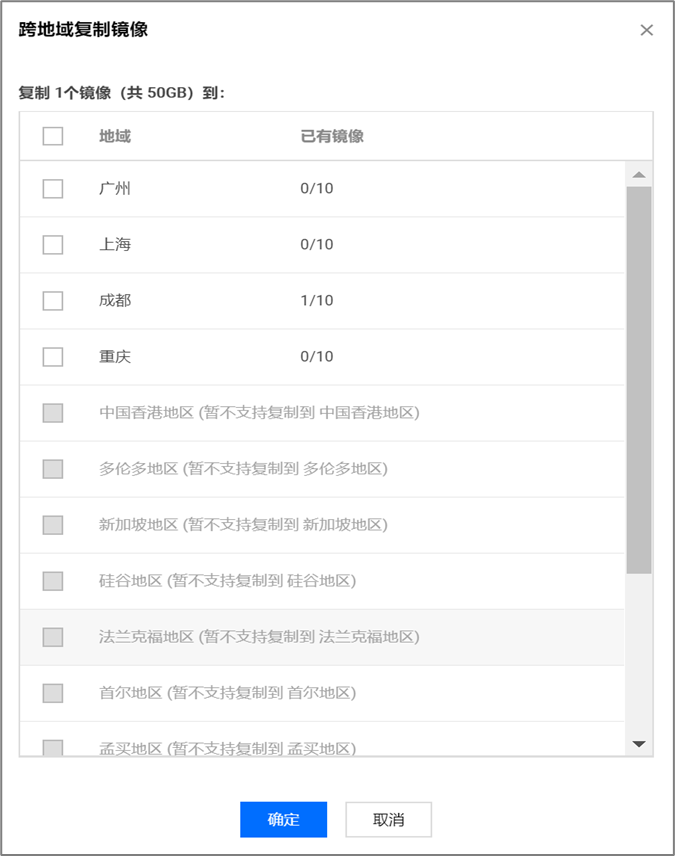 跨地域复制镜像
复制 1个镜像（共 50GB）到：
地域 已有镜像
广州 0/10
上海 0/10
成都 1/10
重庆 0/10
中国香港地区 (暂不支持复制到 中国香港地区)
多伦多地区 (暂不支持复制到 多伦多地区)
新加坡地区 (暂不支持复制到 新加坡地区)
硅谷地区 (暂不支持复制到 硅谷地区)
法兰克福地区 (暂不支持复制到 法兰克福地区)
首尔地区 (暂不支持复制到 首尔地区)
孟买地区 (暂不支持复制到 孟买地区)
确定 取消